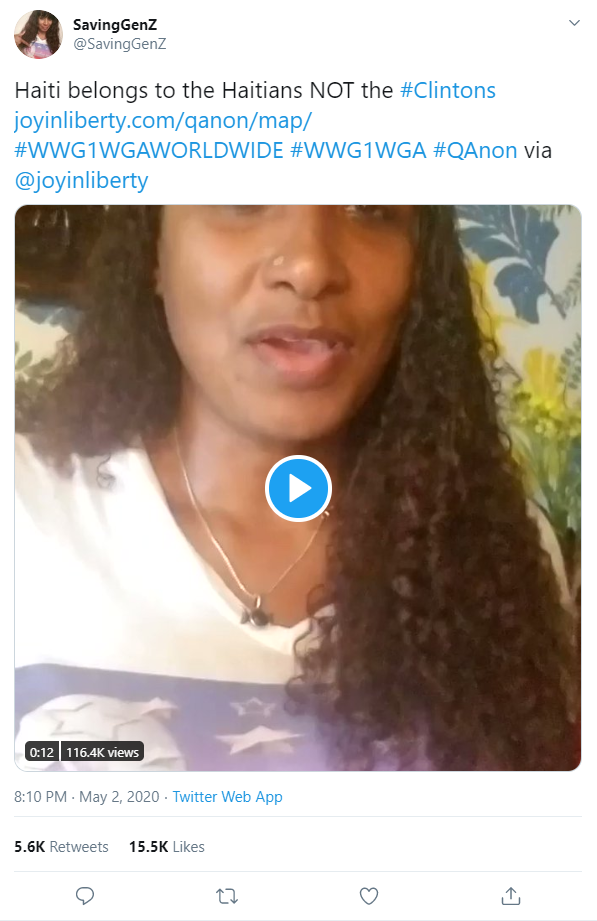 SavingGenZ
@SavingGenZ
Haiti belongs to the Haitians NOT the #Clintons
joyinliberty.com/qanon/map/
#WWG1WGAWORLDWIDE #WWG1WGA #QAnon via
@joyinliberty
0:12 116.4K views
8:10 PM · May 2, 2020 · Twitter Web App
5.6K Retweets 15.5K Likes